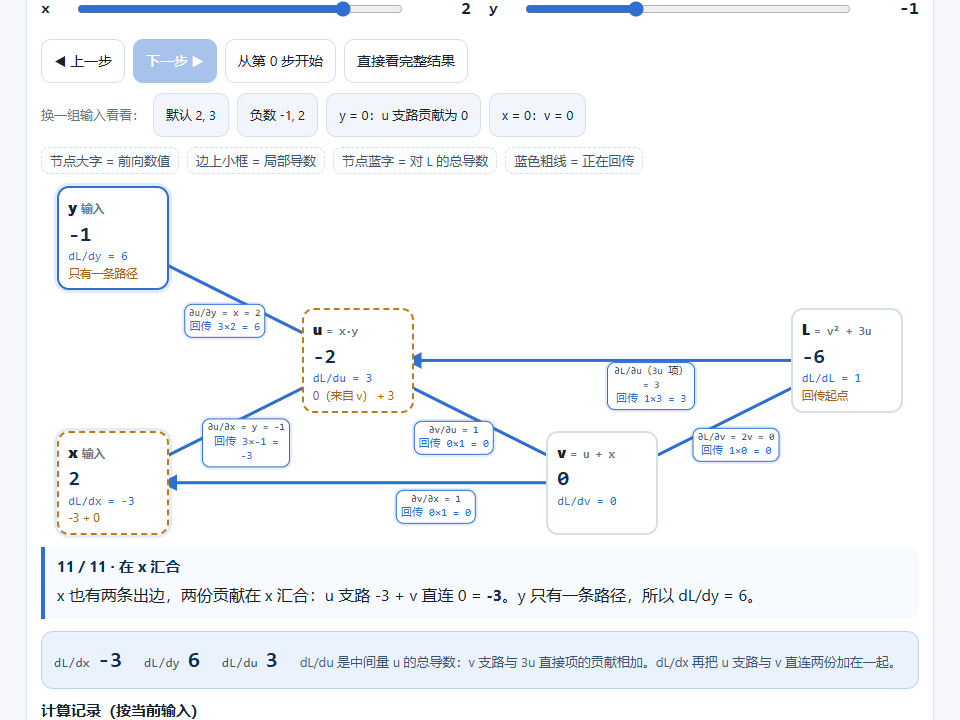 x 2 y -1
◀ 上一步 下一步 ▶ 从第 0 步开始 直接看完整结果
换一组输入看看： 默认 2, 3 负数 -1, 2 y = 0：u 支路贡献为 0 x = 0：v = 0
节点大字 = 前向数值 边上小框 = 局部导数 节点蓝字 = 对 L 的总导数 蓝色粗线 = 正在回传
y 输入
-1
dL/dy = 6
只有一条路径
∂u/∂y = x = 2
回传 3×2 = 6
u = x·y
-2
dL/du = 3
0（来自 v） + 3
L = v² + 3u
-6
dL/dL = 1
回传起点
∂L/∂u（3u 项）
= 3
回传 1×3 = 3
∂u/∂x = y = -1
回传 3×-1 =
-3
∂v/∂u = 1
回传 0×1 = 0
∂L/∂v = 2v = 0
回传 1×0 = 0
x 输入
2
dL/dx = -3
-3 + 0
v = u + x
0
dL/dv = 0
∂v/∂x = 1
回传 0×1 = 0
11 / 11 · 在 x 汇合
x 也有两条出边，两份贡献在 x 汇合：u 支路 -3 + v 直连 0 = -3。y 只有一条路径，所以 dL/dy = 6。
dL/dx -3 dL/dy 6 dL/du 3 dL/du 是中间量 u 的总导数：v 支路与 3u 直接项的贡献相加。dL/dx 再把 u 支路与 v 直连两份加在一起。
计算记录（按当前输入）